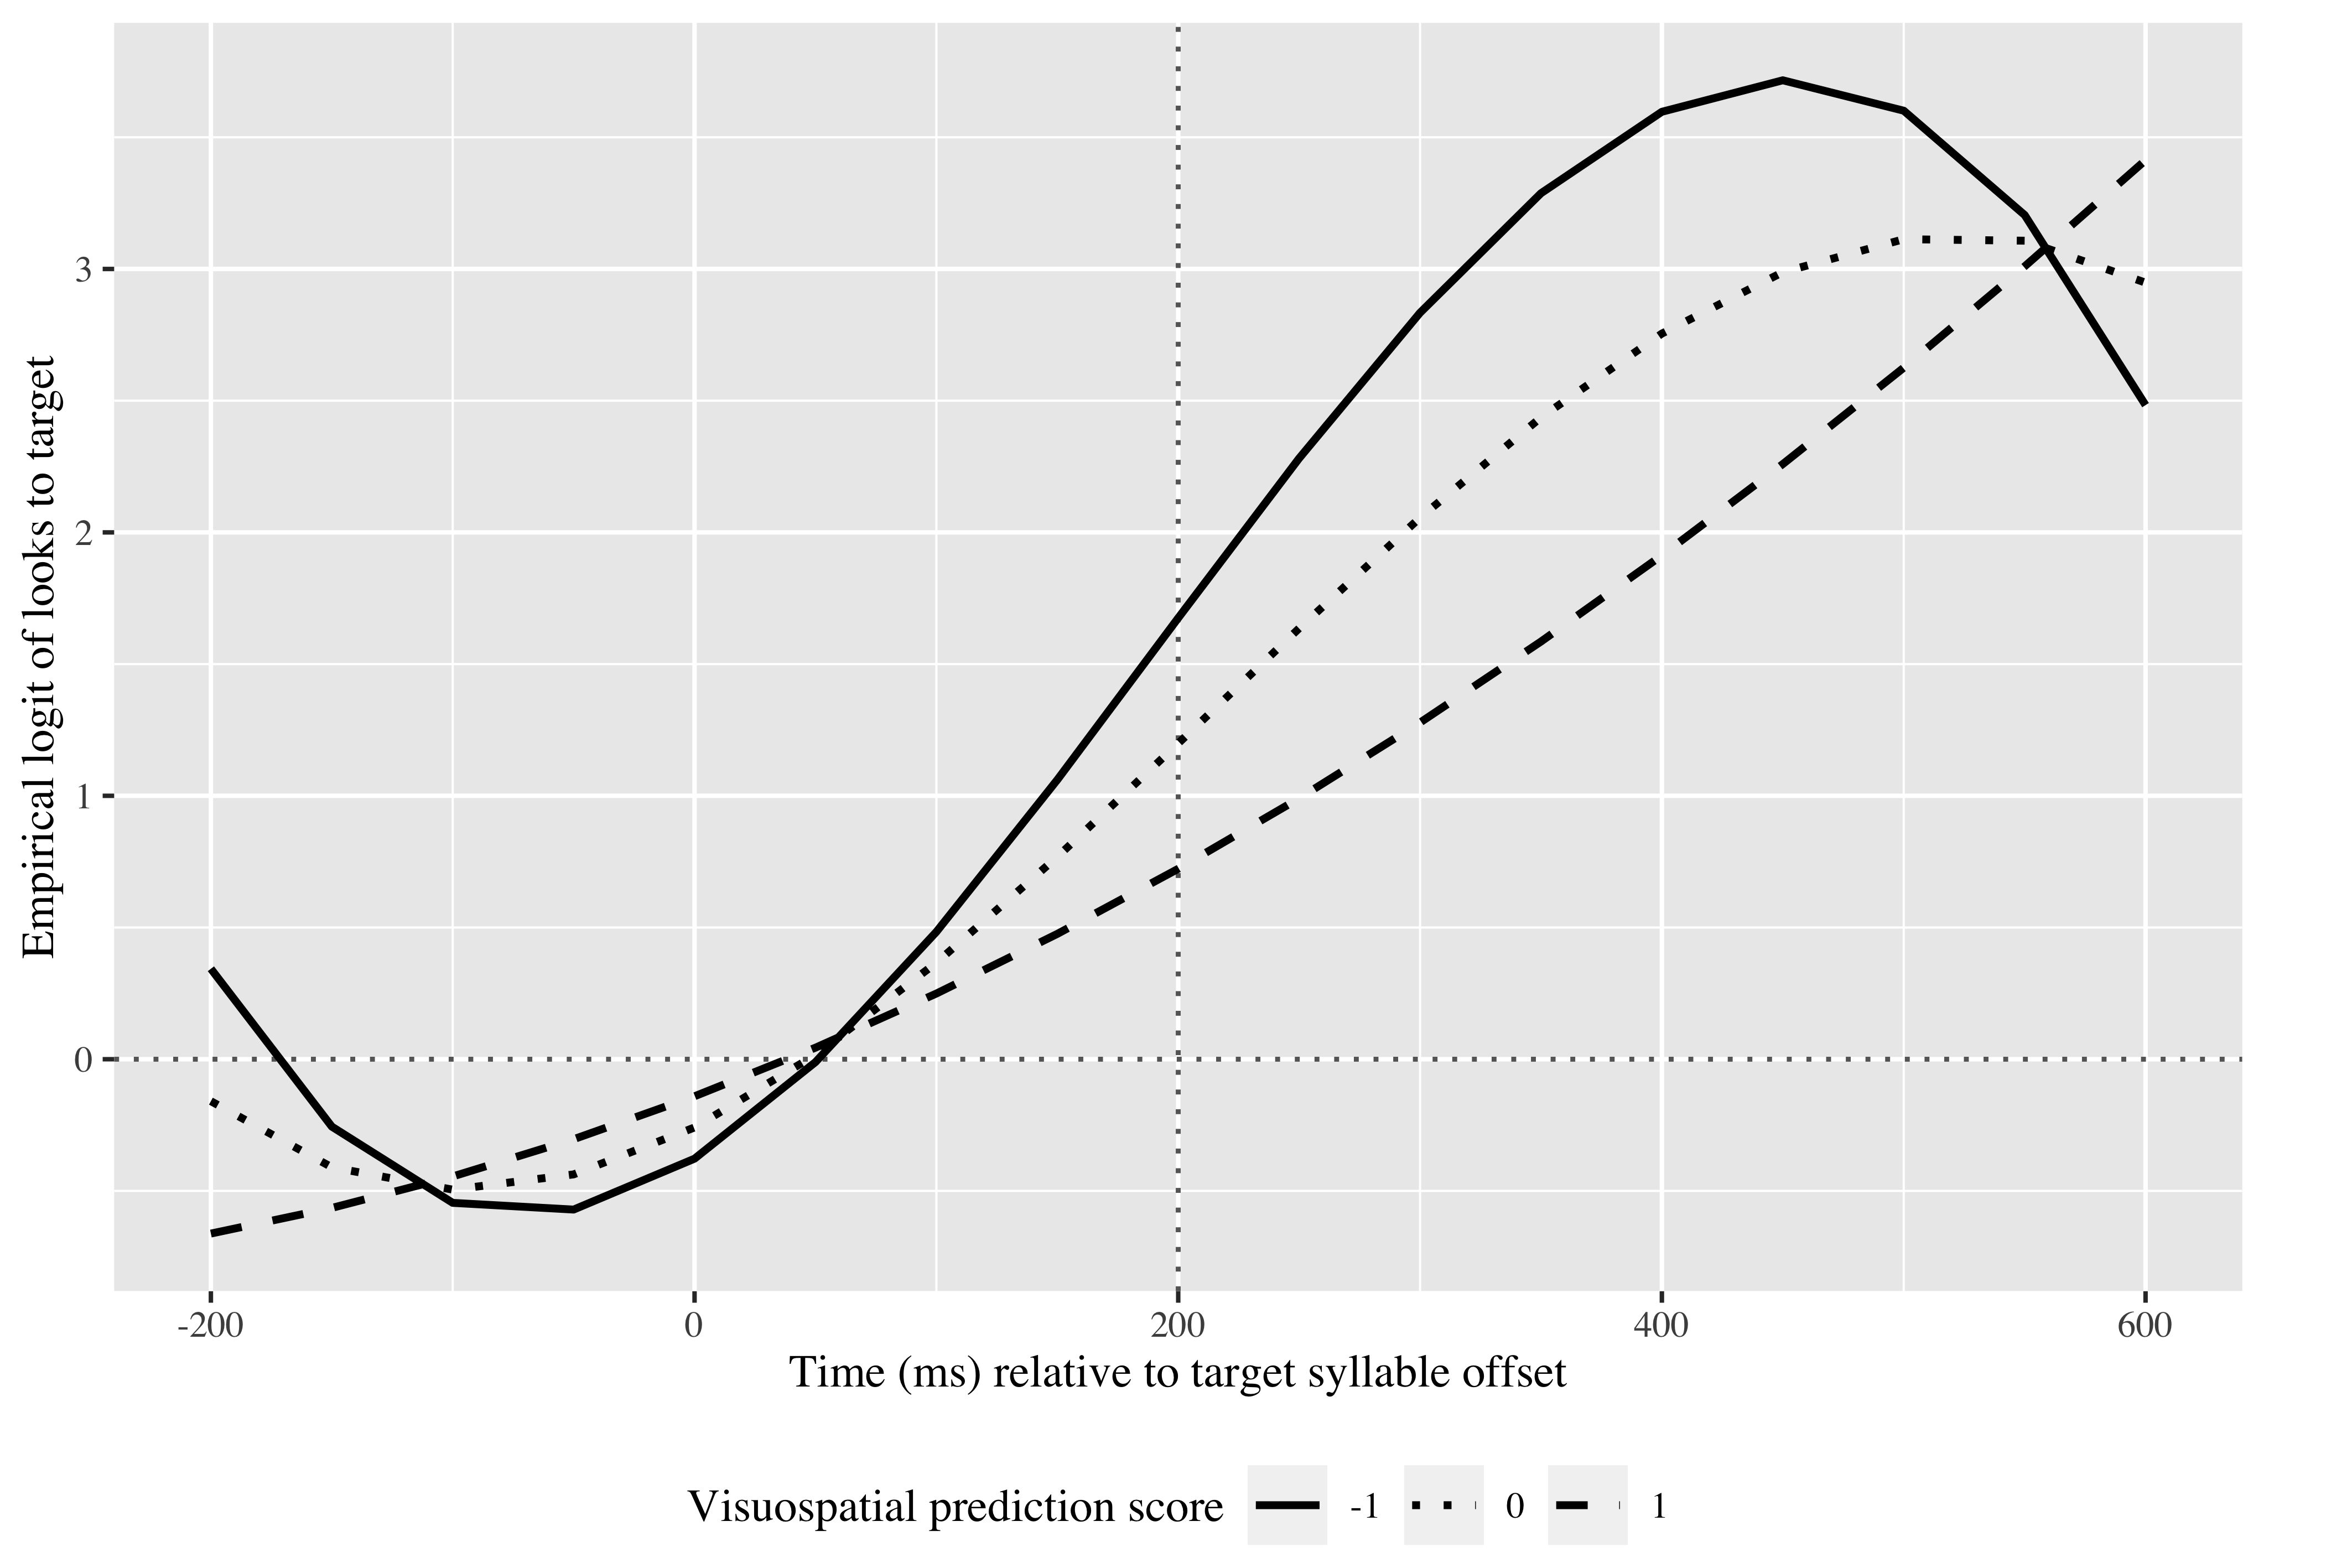 Empirical logit of looks to target
3
2
1
0
-200 0 200 400 600
Time (ms) relative to target syllable offset
Visuospatial prediction score -1 0 1